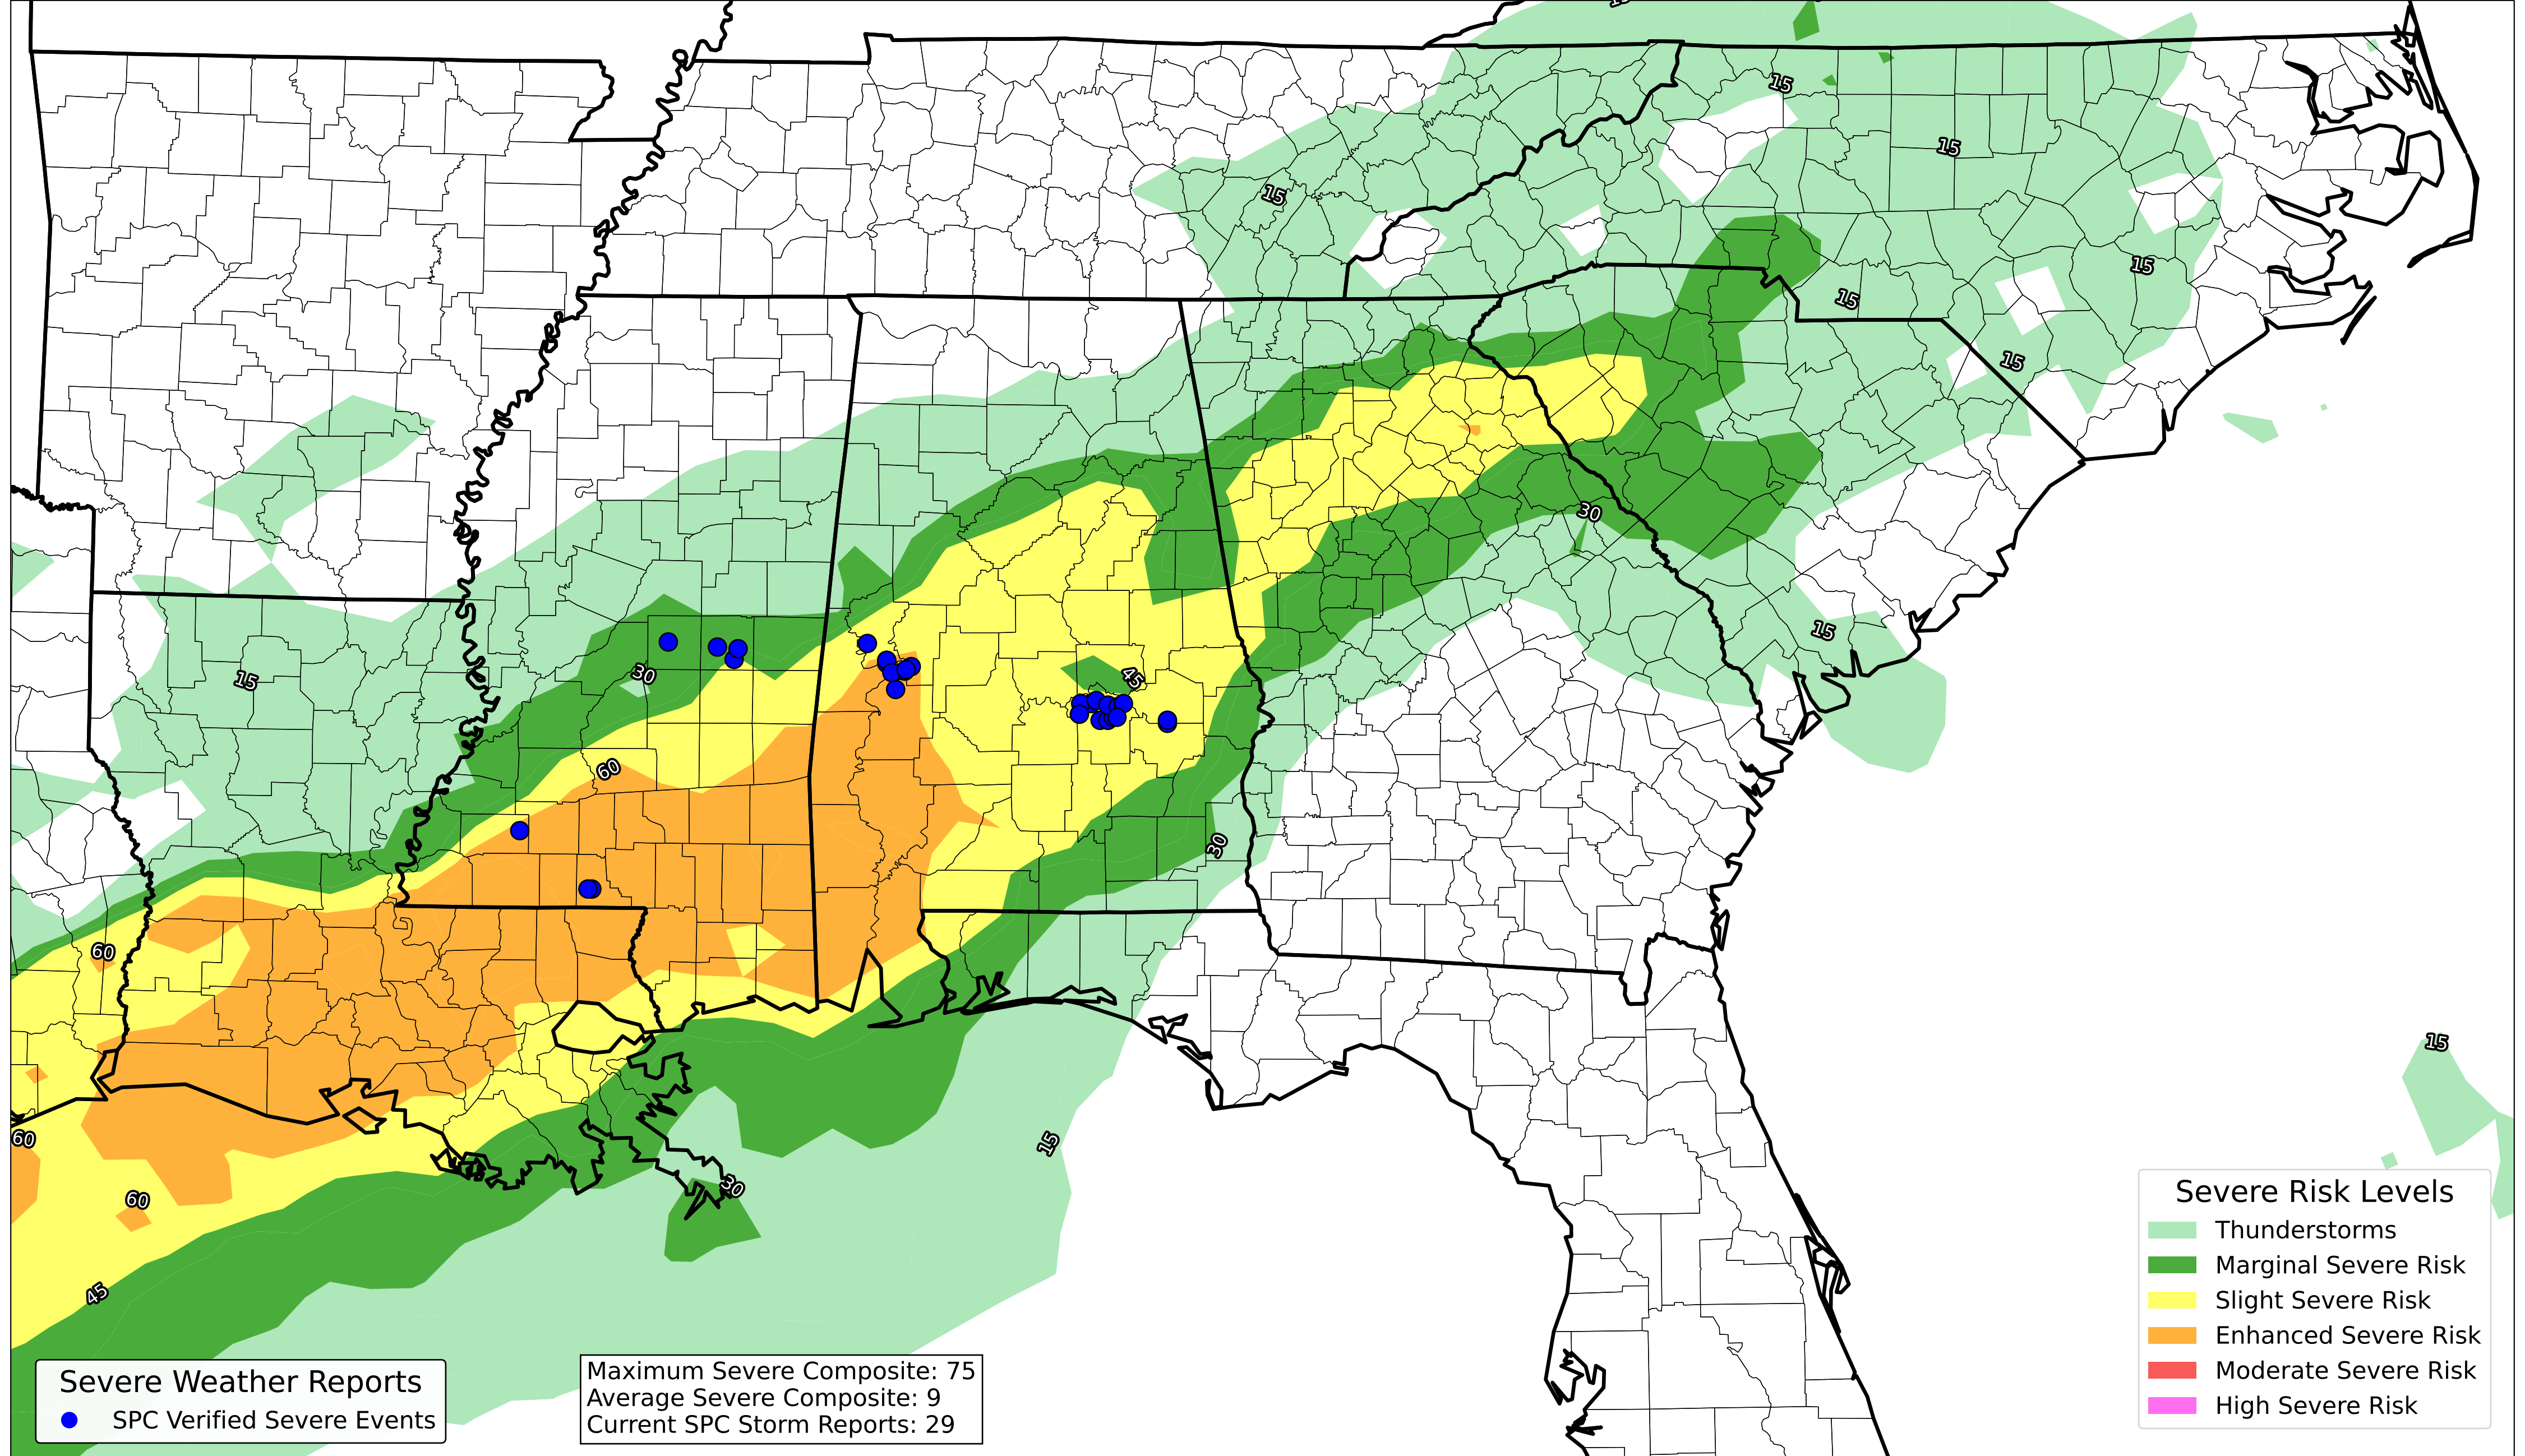 15
15
15
15
15
15
15
30
15
30
45
15
60
30
60
15
15
60
30
60
45
Severe Risk Levels
Thunderstorms
Marginal Severe Risk
Slight Severe Risk
Enhanced Severe Risk
Moderate Severe Risk
High Severe Risk
Severe Weather Reports
SPC Verified Severe Events
Maximum Severe Composite: 75
Average Severe Composite: 9
Current SPC Storm Reports: 29